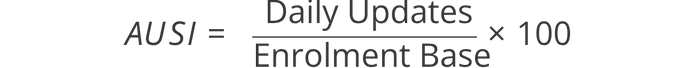 AUSI = Daily Updates
Enrolment Base × 100